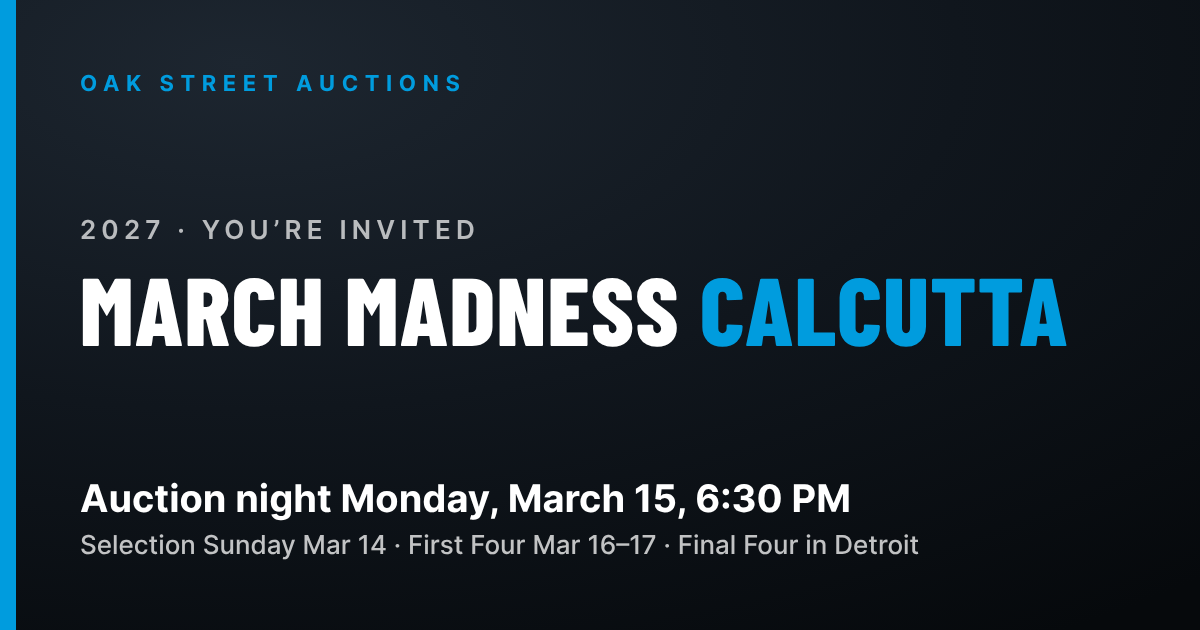 OAK STREET AUCTIONS
2027 · YOU’RE INVITED
MARCH MADNESS CALCUTTA
Auction night Monday, March 15, 6:30 PM
Selection Sunday Mar 14 · First Four Mar 16–17 · Final Four in Detroit